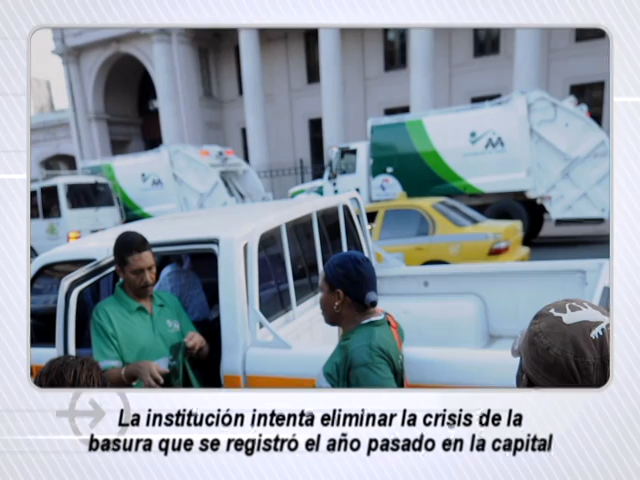 La institución intenta eliminar la crisis de la
basura que se registró el año pasado en la capital